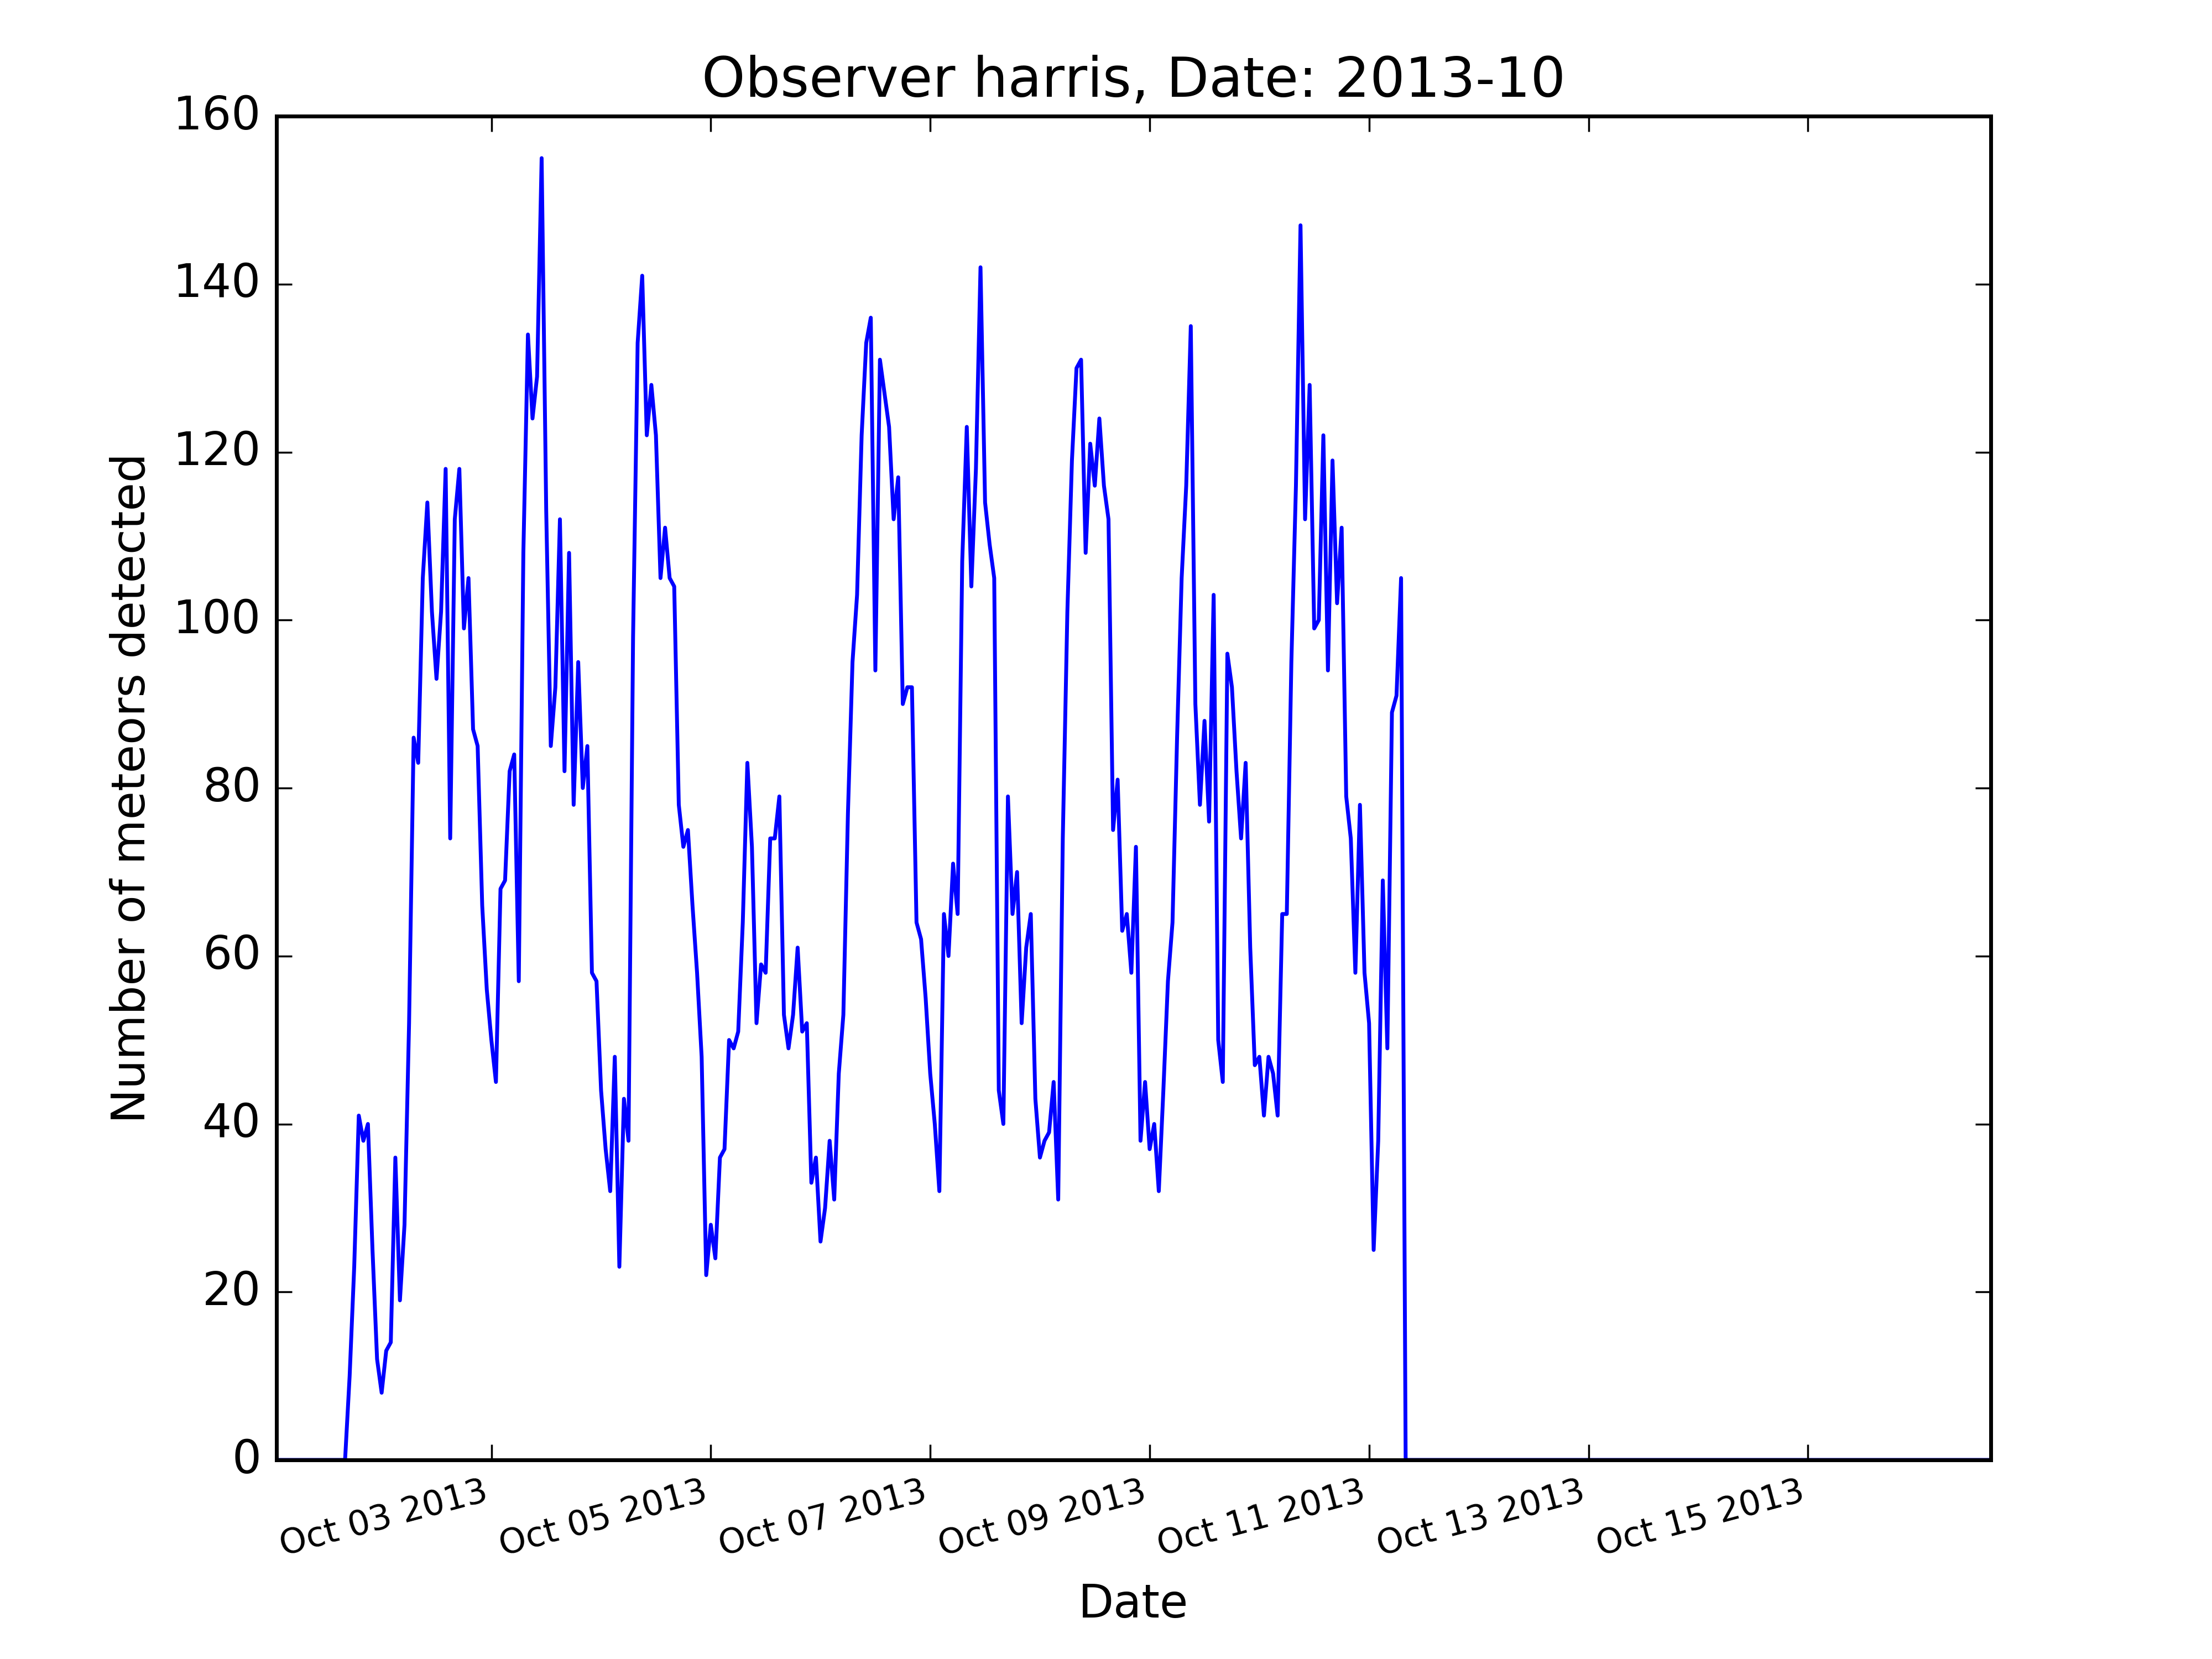 Observer harris, Date: 2013-10
160
140
120
100
80
60
40
20
0
Number of meteors detected
Oct 03 2013
Oct 05 2013
Oct 07 2013
Oct 09 2013
Oct 11 2013
Oct 13 2013
Oct 15 2013
Date